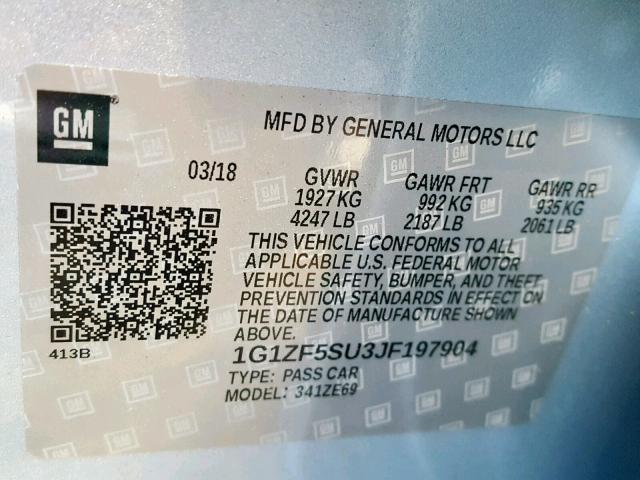 GM
MFD BY GENERAL MOTORS LLC
03/18 GVWR GAWR FRT GAWR RR
1927 KG 992 KG 935 KG
4247 LB 2187 LB 2061 LB
THIS VEHICLE CONFORMS TO ALL
APPLICABLE U.S. FEDERAL MOTOR
VEHICLE SAFETY, BUMPER, AND THEFT
PREVENTION STANDARDS IN EFFECT ON
THE DATE OF MANUFACTURE SHOWN
ABOVE.
413B
1G1ZF5SU3JF197904
TYPE: PASS CAR
MODEL: 341ZE69